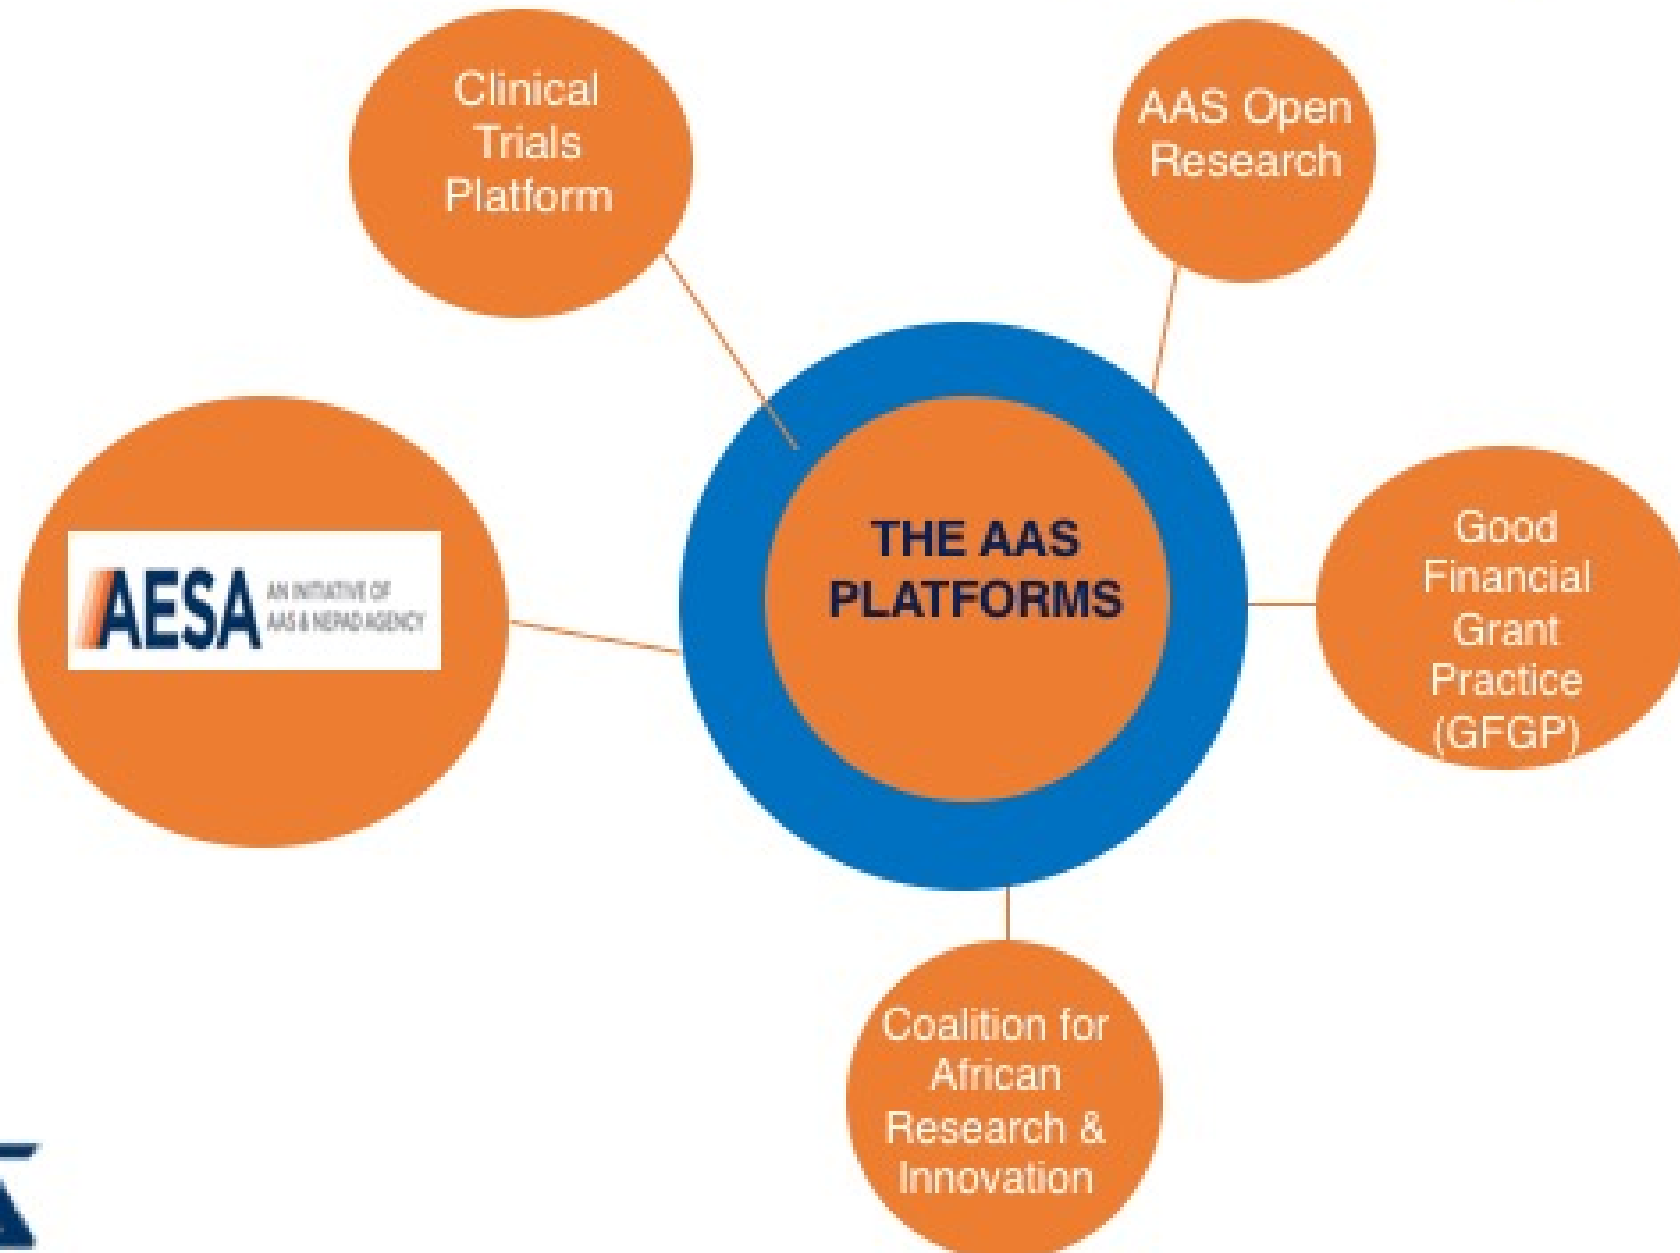 Clinical
Trials
Platform
AAS Open
Research
AESA
AN INITIATIVE OF
AAS & NEPAD AGENCY
THE AAS
PLATFORMS
Good
Financial
Grant
Practice
(GFGP)
Coalition for
African
Research &
Innovation